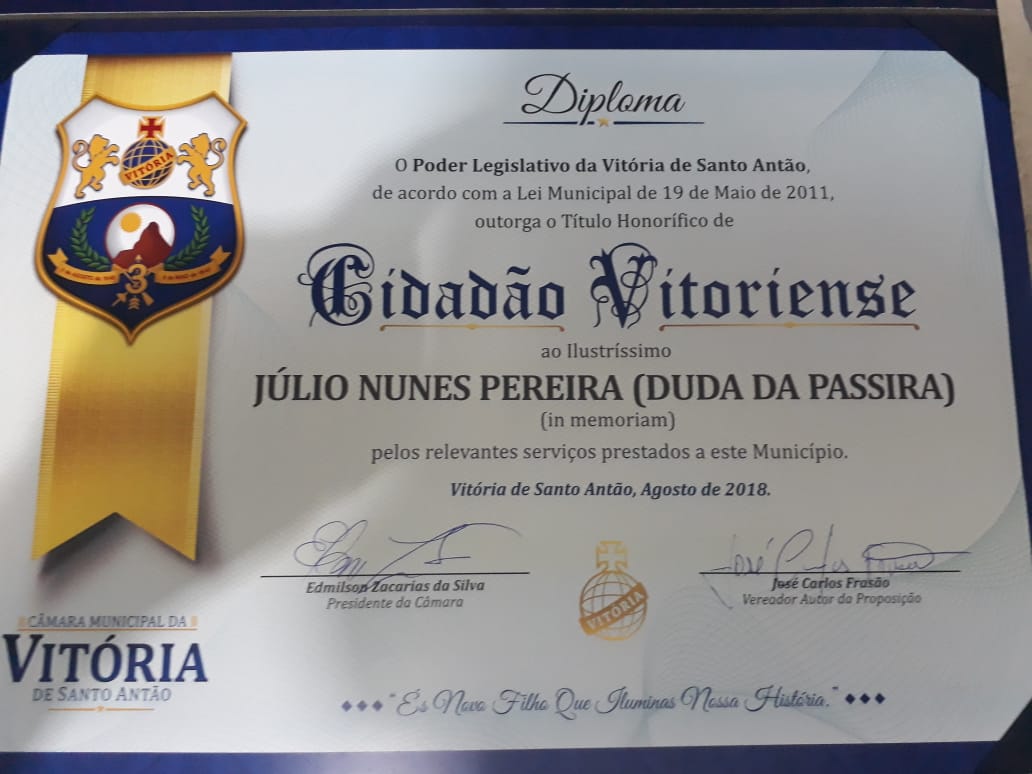 Diploma
O Poder Legislativo da Vitória de Santo Antão,
de acordo com a Lei Municipal de 19 de Maio de 2011,
outorga o Título Honorífico de
Cidadão Vitoriense
ao Ilustríssimo
JÚLIO NUNES PEREIRA (DUDA DA PASSIRA)
(in memoriam)
pelos relevantes serviços prestados a este Município.
Vitória de Santo Antão, Agosto de 2018.
VITÓRIA
3
Edmilson Zacarias da Silva
Presidente da Câmara
VITÓRIA
José Carlos Frasão
Vereador Autor da Proposição
CÂMARA MUNICIPAL DA
VITÓRIA
DE SANTO ANTÃO
"És Novo Filho Que Iluminas Nossa História."